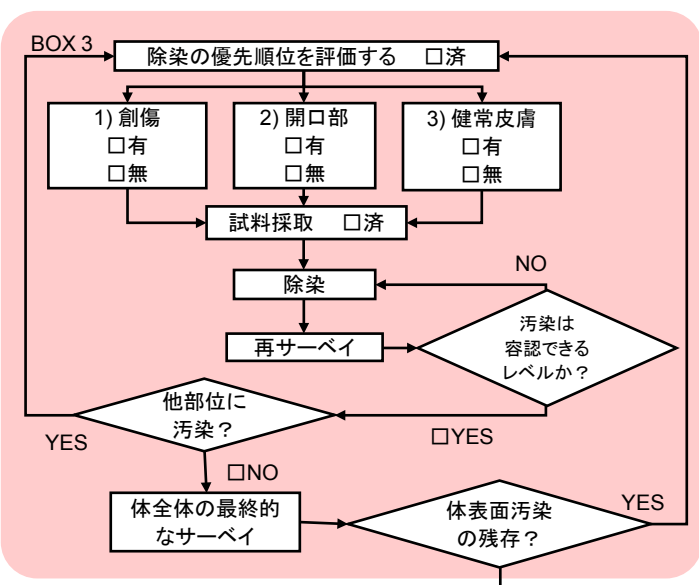 BOX 3
除染の優先順位を評価する □済
1) 創傷
□有
□無
2) 開口部
□有
□無
3) 健常皮膚
□有
□無
試料採取 □済
除染
NO
再サーベイ
汚染は
容認できる
レベルか？
他部位に
汚染？
YES
□YES
□NO
体全体の最終的
なサーベイ
体表面汚染
の残存？
YES